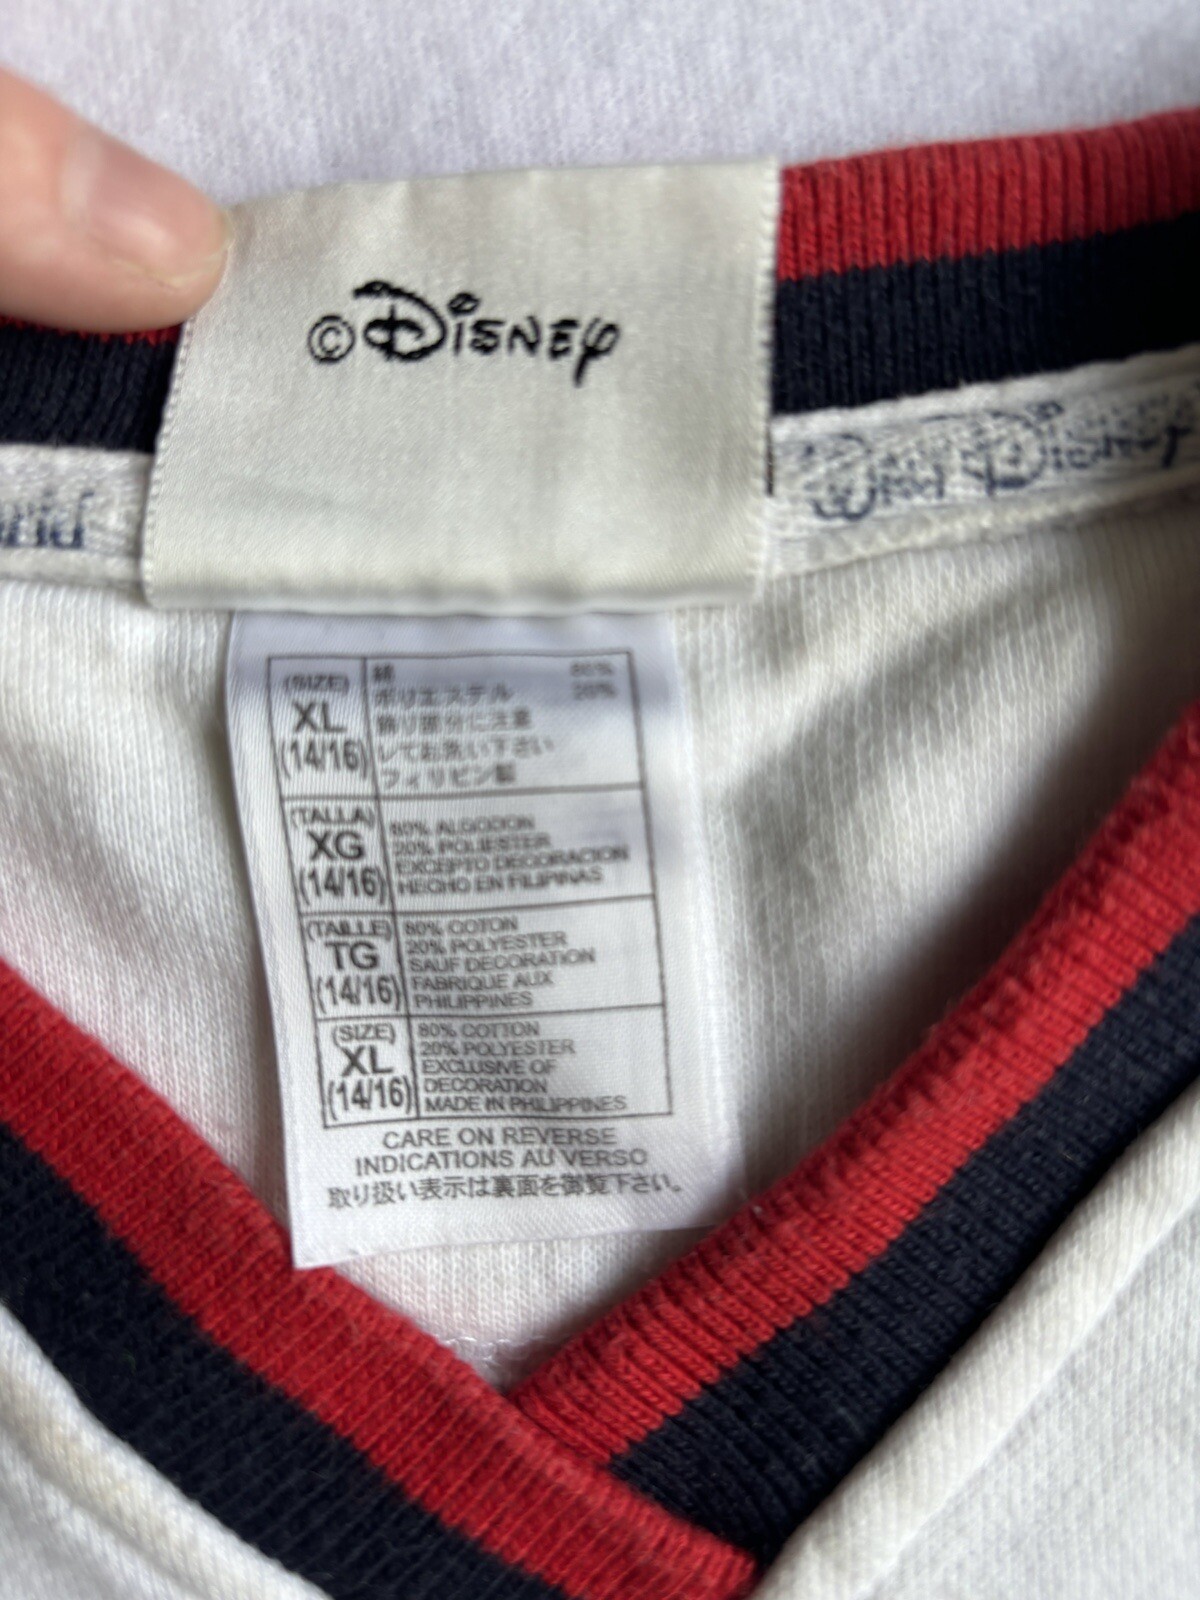 ©Disney
Walt Disney
(SIZE)
XL
(14/16)
綿 80%
ポリエステル 20%
飾り部分に注意
してお洗い下さい
フィリピン製
(TALLA)
XG
(14/16)
80% ALGODON
20% POLIESTER
EXCEPTO DECORACION
HECHO EN FILIPINAS
(TAILLE)
TG
(14/16)
80% COTON
20% POLYESTER
SAUF DECORATION
FABRIQUE AUX
PHILIPPINES
(SIZE)
XL
(14/16)
80% COTTON
20% POLYESTER
EXCLUSIVE OF
DECORATION
MADE IN PHILIPPINES
CARE ON REVERSE
INDICATIONS AU VERSO
取り扱い表示は裏面を御覧下さい。